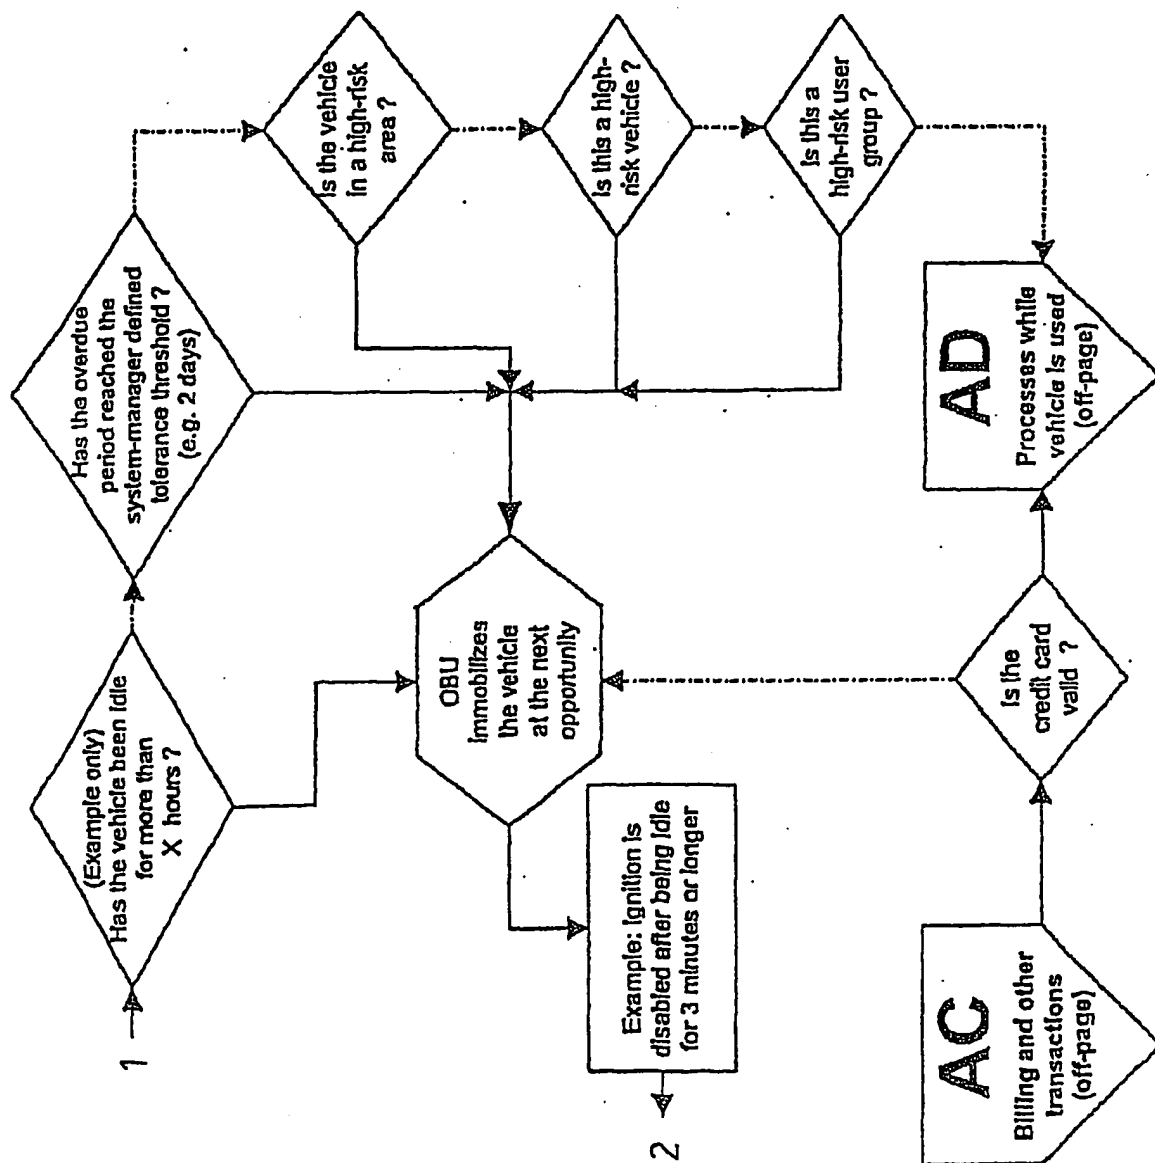 1
(Example only)
Has the vehicle been idle
for more than
X hours ?
Has the overdue
period reached the
system-manager defined
tolerance threshold ?
(e.g. 2 days)
Is the vehicle
in a high-risk
area ?
Is this a high-
risk vehicle ?
Is this a
high-risk user
group ?
OBU
immobilizes
the vehicle
at the next
opportunity
Example: Ignition is
disabled after being idle
for 3 minutes or longer
2
AC
Billing and other
transactions
(off-page)
Is the
credit card
valid ?
AD
Processes while
vehicle is used
(off-page)